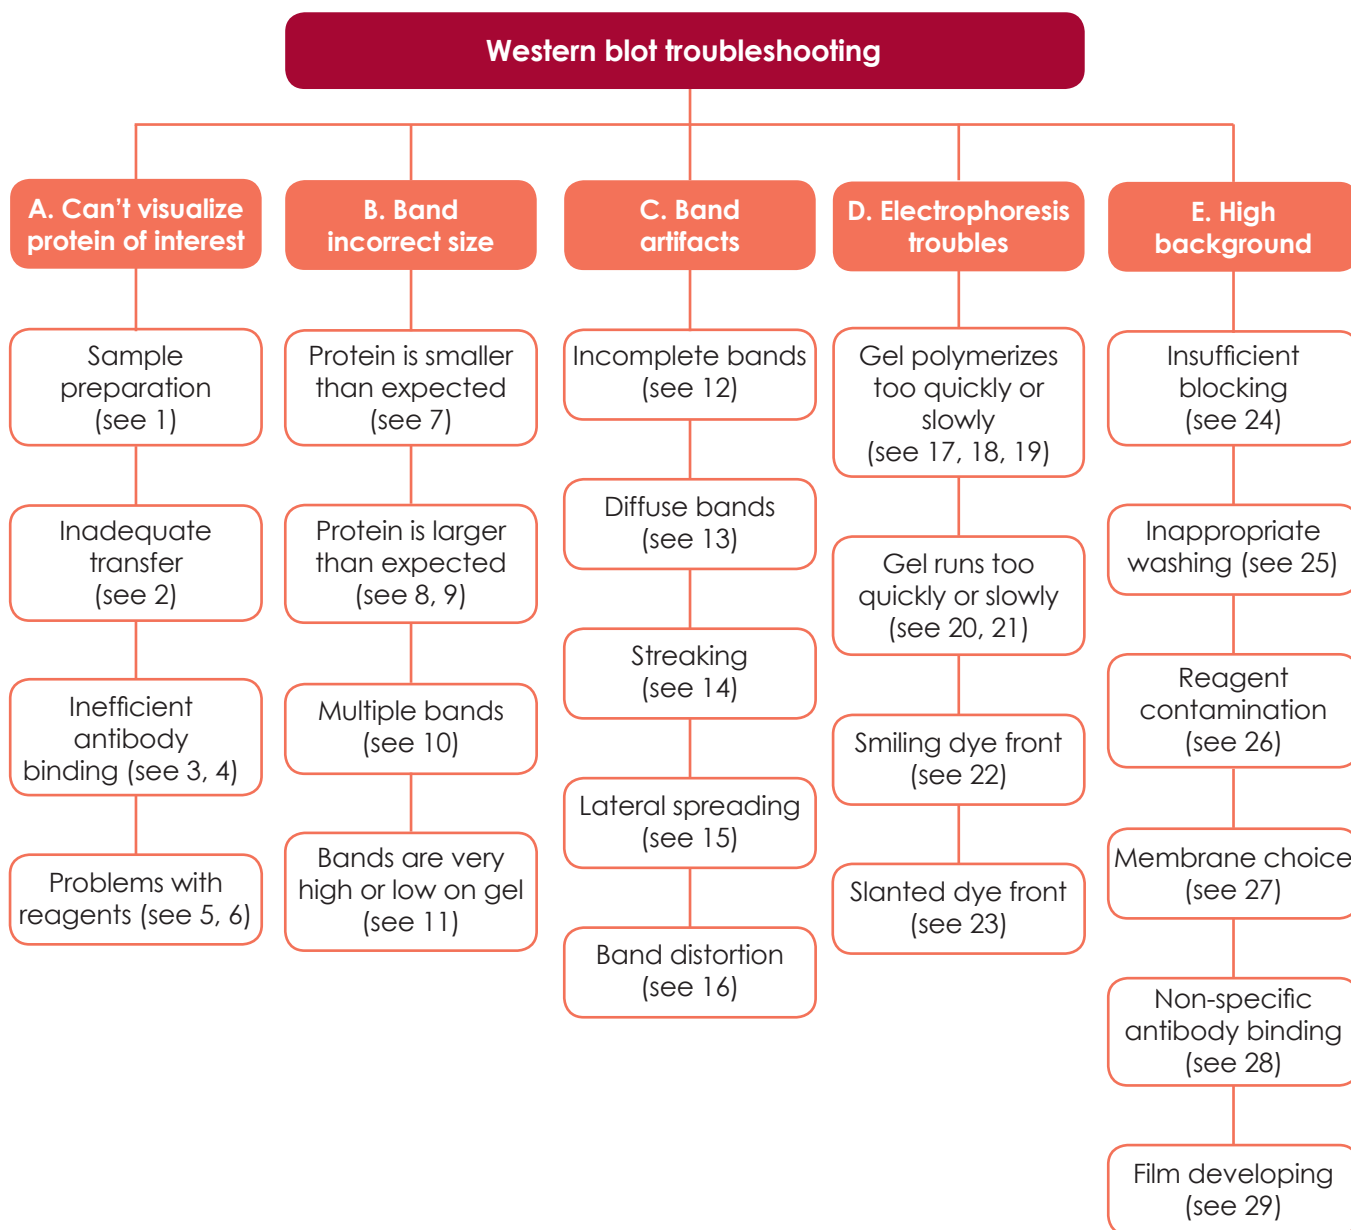 Western blot troubleshooting
A. Can't visualize
protein of interest
Sample
preparation
(see 1)
Inadequate
transfer
(see 2)
Inefficient
antibody
binding (see 3, 4)
Problems with
reagents (see 5, 6)
B. Band
incorrect size
Protein is smaller
than expected
(see 7)
Protein is larger
than expected
(see 8, 9)
Multiple bands
(see 10)
Bands are very
high or low on gel
(see 11)
C. Band
artifacts
Incomplete bands
(see 12)
Diffuse bands
(see 13)
Streaking
(see 14)
Lateral spreading
(see 15)
Band distortion
(see 16)
D. Electrophoresis
troubles
Gel polymerizes
too quickly or
slowly
(see 17, 18, 19)
Gel runs too
quickly or slowly
(see 20, 21)
Smiling dye front
(see 22)
Slanted dye front
(see 23)
E. High
background
Insufficient
blocking
(see 24)
Inappropriate
washing (see 25)
Reagent
contamination
(see 26)
Membrane choice
(see 27)
Non-specific
antibody binding
(see 28)
Film developing
(see 29)